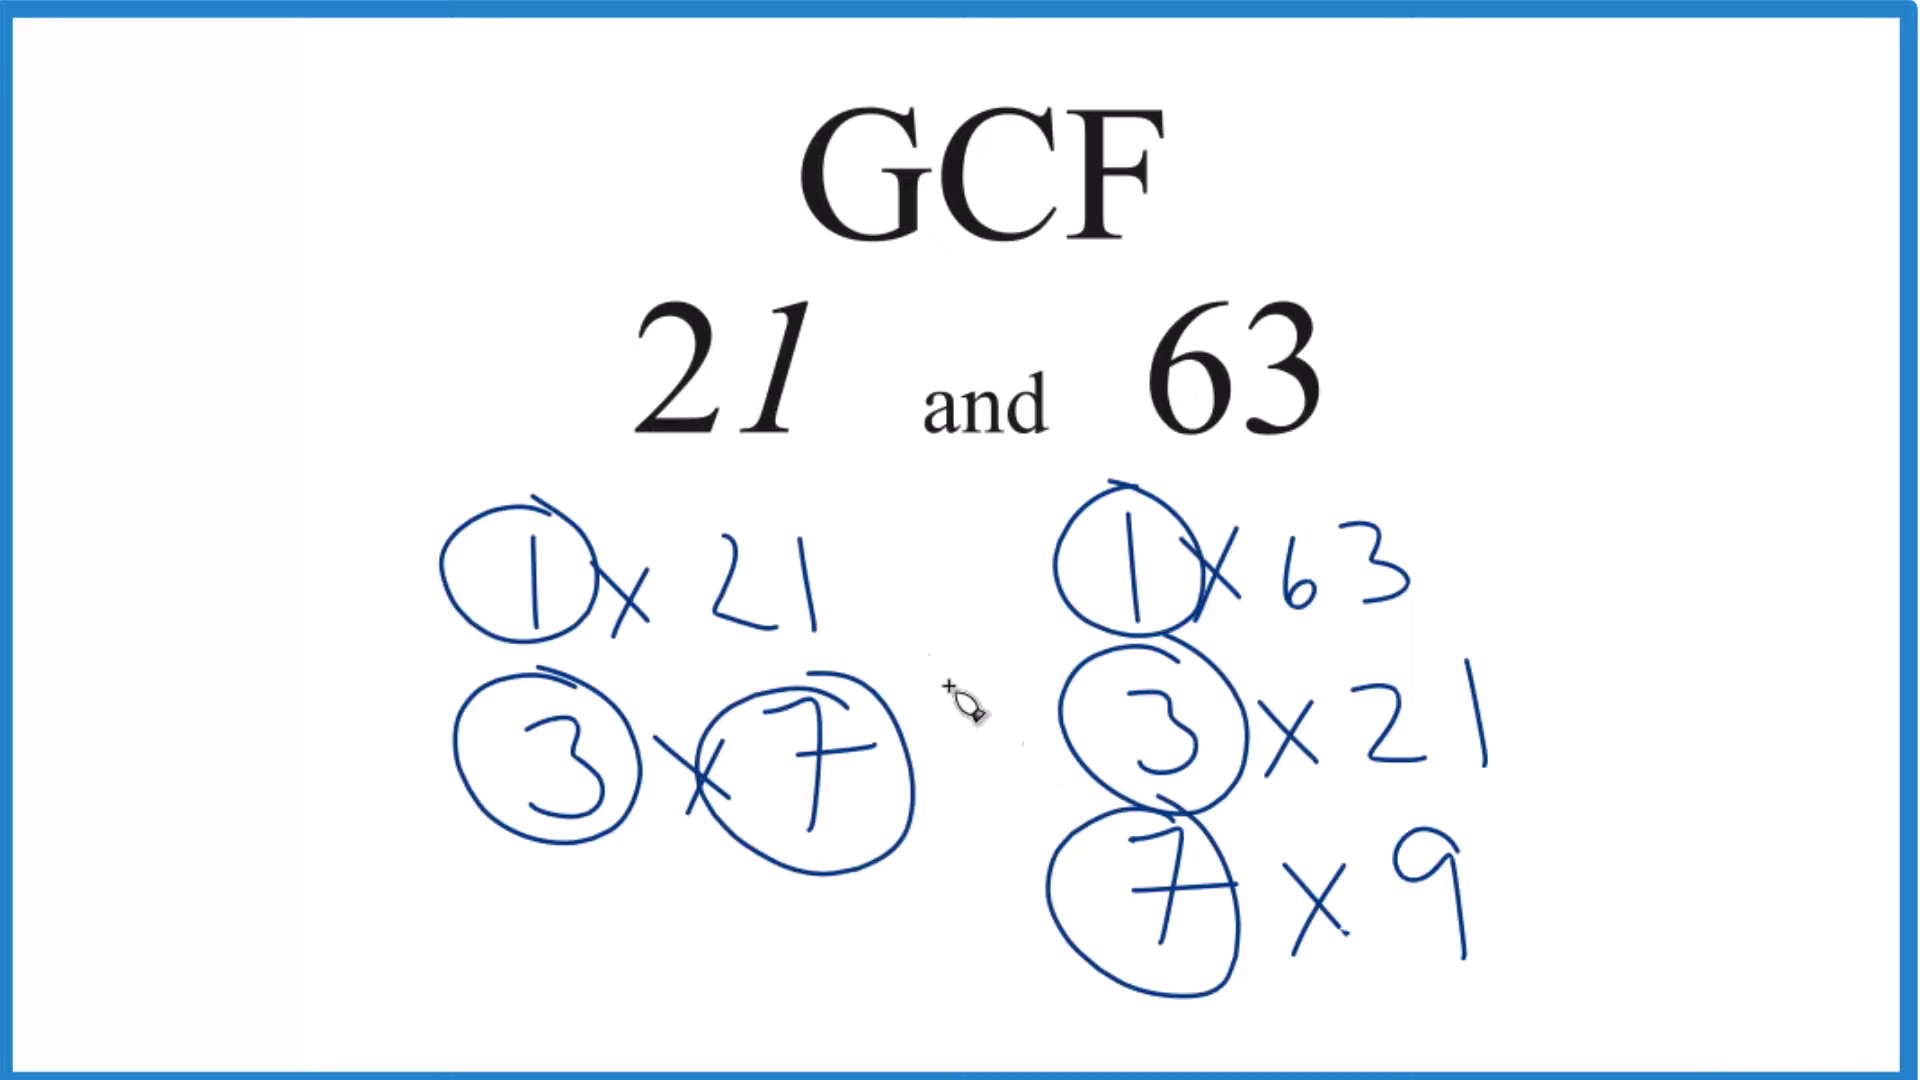 GCF
21 and 63
1 x 21
1 x 63
3 x 7
3 x 21
7 x 9